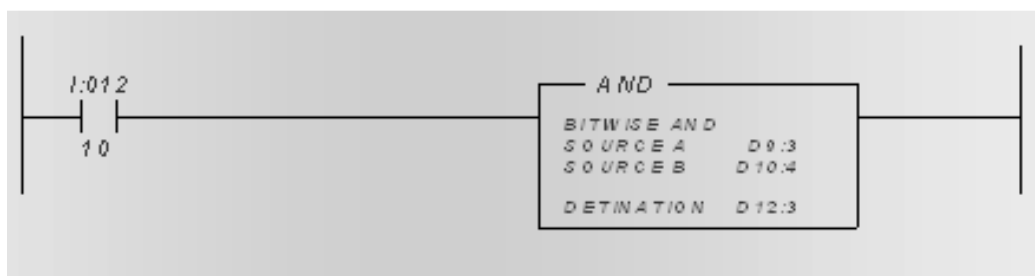 I:012
10
AND
BITWISE AND
SOURCE A D9:3
SOURCE B D10:4
DETINATION D12:3